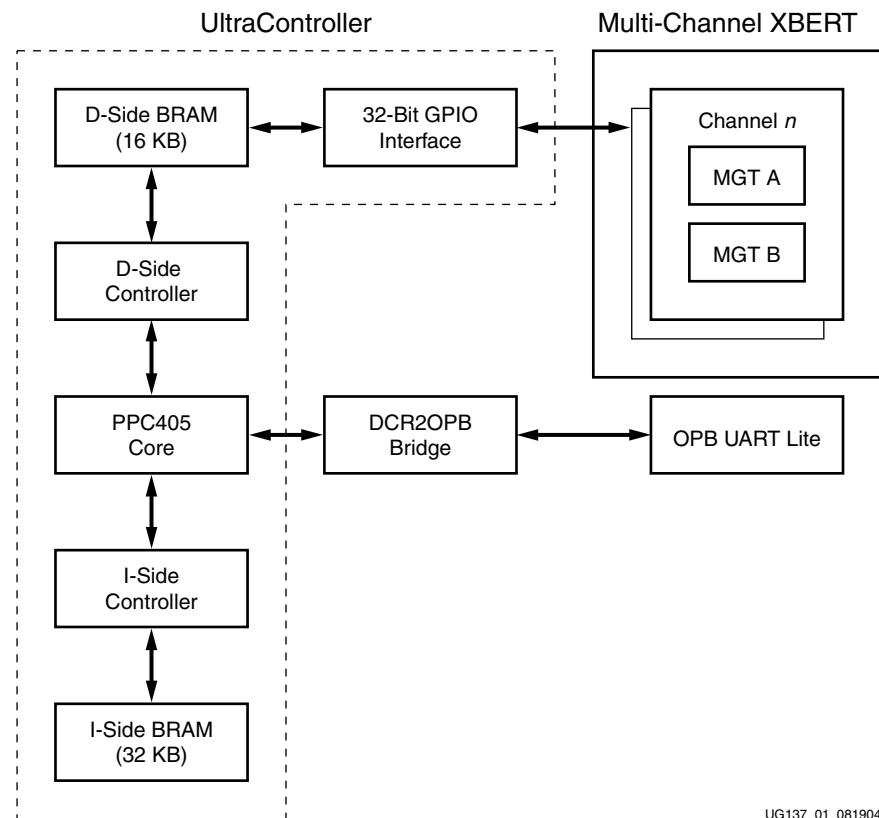 UltraController
Multi-Channel XBERT
D-Side BRAM
(16 KB)
32-Bit GPIO
Interface
Channel n
MGT A
MGT B
D-Side
Controller
PPC405
Core
DCR2OPB
Bridge
OPB UART Lite
I-Side
Controller
I-Side BRAM
(32 KB)
UG137_01_081904